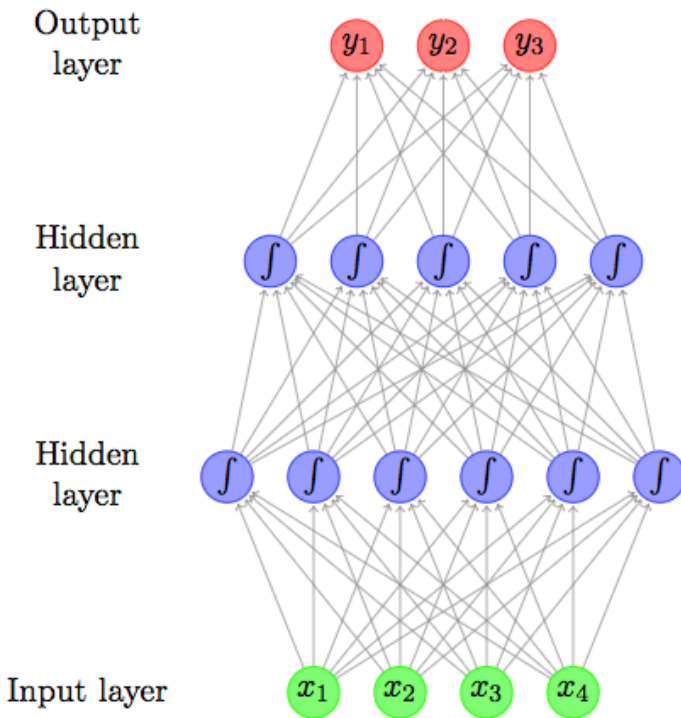 Output
layer
y1 y2 y3
Hidden
layer
∫ ∫ ∫ ∫ ∫
Hidden
layer
∫ ∫ ∫ ∫ ∫ ∫
Input layer
x1 x2 x3 x4